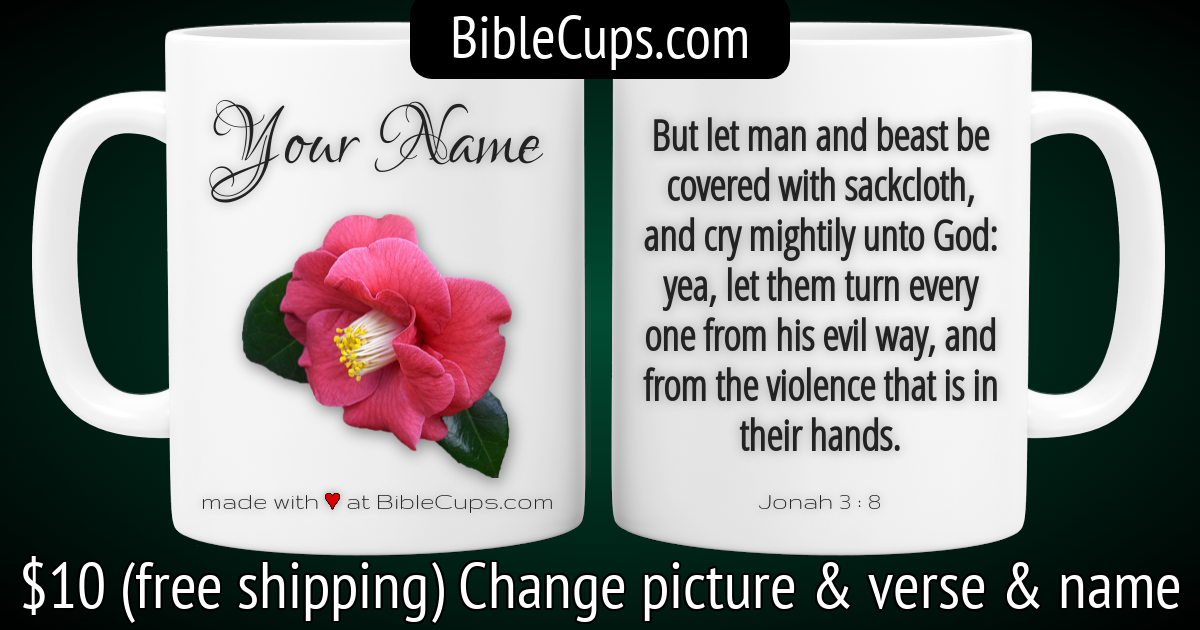 BibleCups.com
Your Name
made with ♥ at BibleCups.com
But let man and beast be
covered with sackcloth,
and cry mightily unto God:
yea, let them turn every
one from his evil way, and
from the violence that is in
their hands.
Jonah 3 : 8
$10 (free shipping) Change picture & verse & name